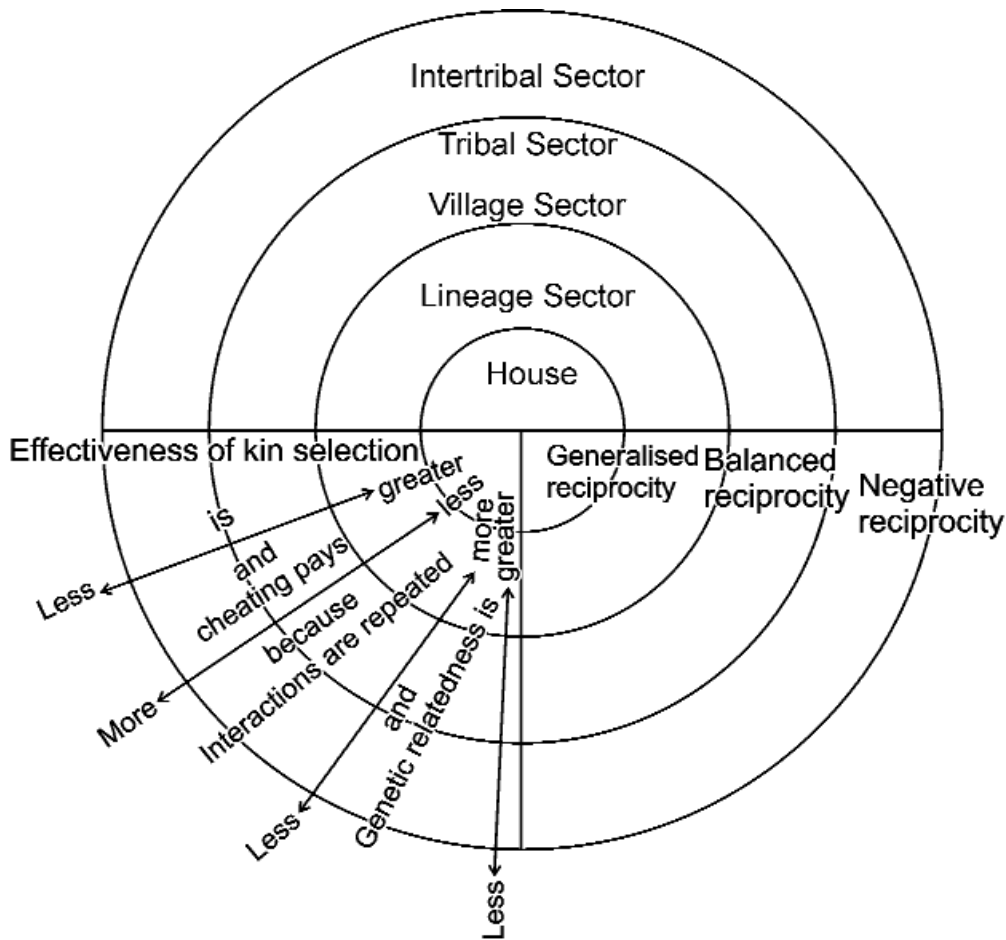 Intertribal Sector
Tribal Sector
Village Sector
Lineage Sector
House
Effectiveness of kin selection
is
greater
Less
and
cheating pays
less
More
because
Interactions are repeated
more
Less
and
Genetic relatedness is
greater
Less
Generalised
reciprocity
Balanced
reciprocity
Negative
reciprocity